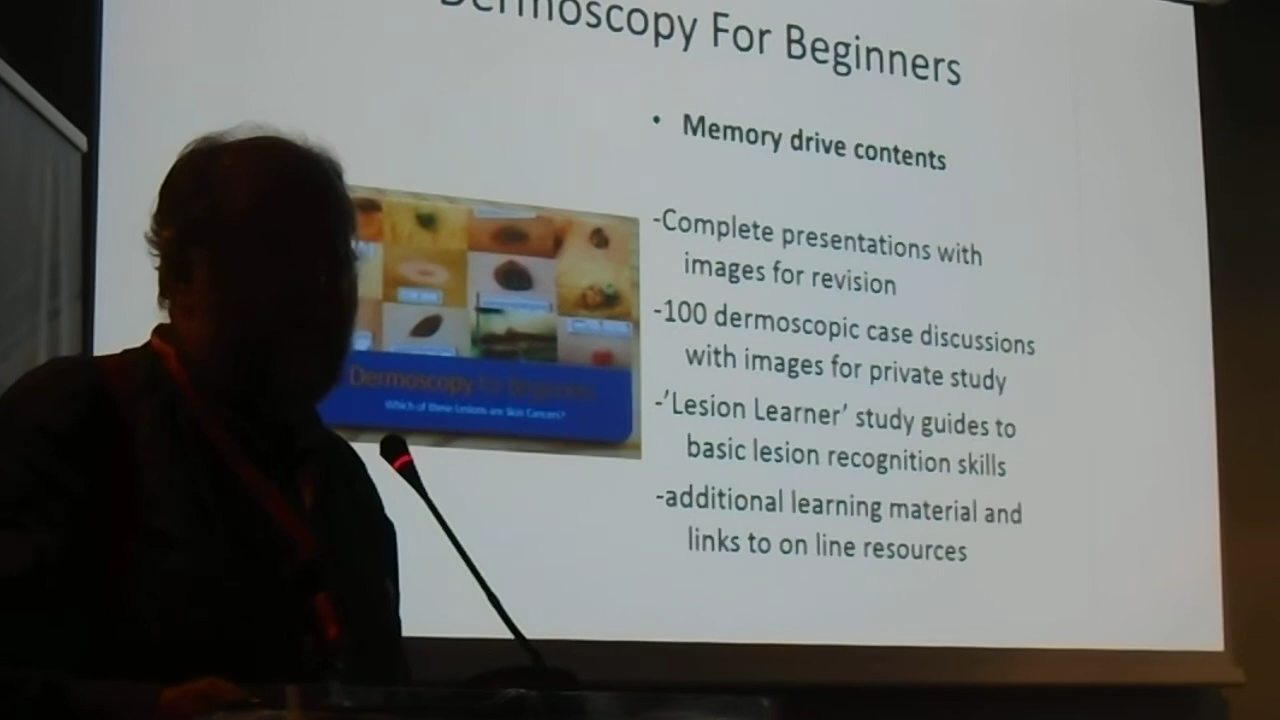 Dermoscopy For Beginners
• Memory drive contents
-Complete presentations with
images for revision
-100 dermoscopic case discussions
with images for private study
-'Lesion Learner' study guides to
basic lesion recognition skills
-additional learning material and
links to on line resources
Dermoscopy for Beginners
Which of these Lesions are Skin Cancers?